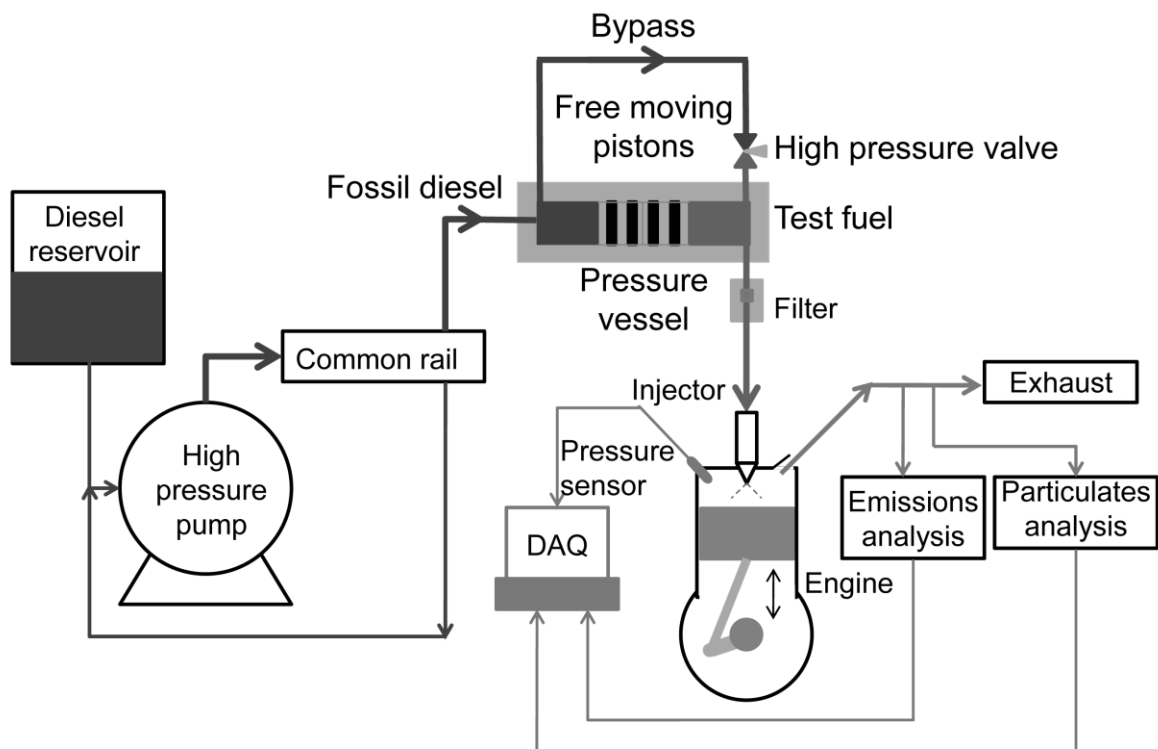 Bypass
Free moving
pistons
High pressure valve
Fossil diesel
Diesel
reservoir
Test fuel
Pressure
vessel
Filter
Common rail
Injector
Exhaust
High
pressure
pump
Pressure
sensor
DAQ
Emissions
analysis
Particulates
analysis
Engine